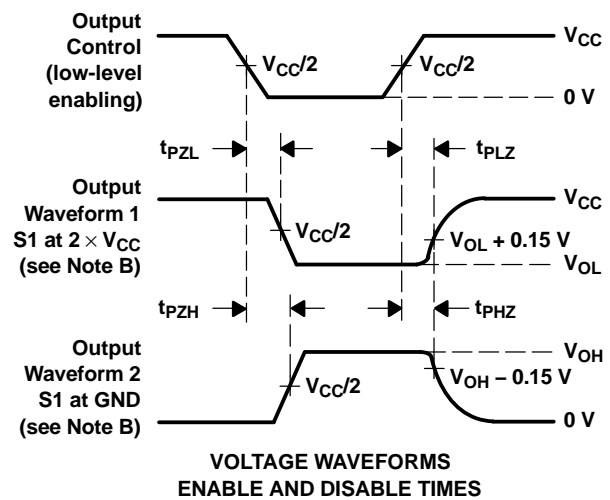 Output
Control
(low-level
enabling)
VCC/2
VCC/2
VCC
0 V
tPZL
tPLZ
Output
Waveform 1
S1 at 2 × VCC
(see Note B)
VCC/2
VCC
VOL + 0.15 V
VOL
tPZH
tPHZ
Output
Waveform 2
S1 at GND
(see Note B)
VCC/2
VOH
VOH − 0.15 V
0 V
VOLTAGE WAVEFORMS
ENABLE AND DISABLE TIMES